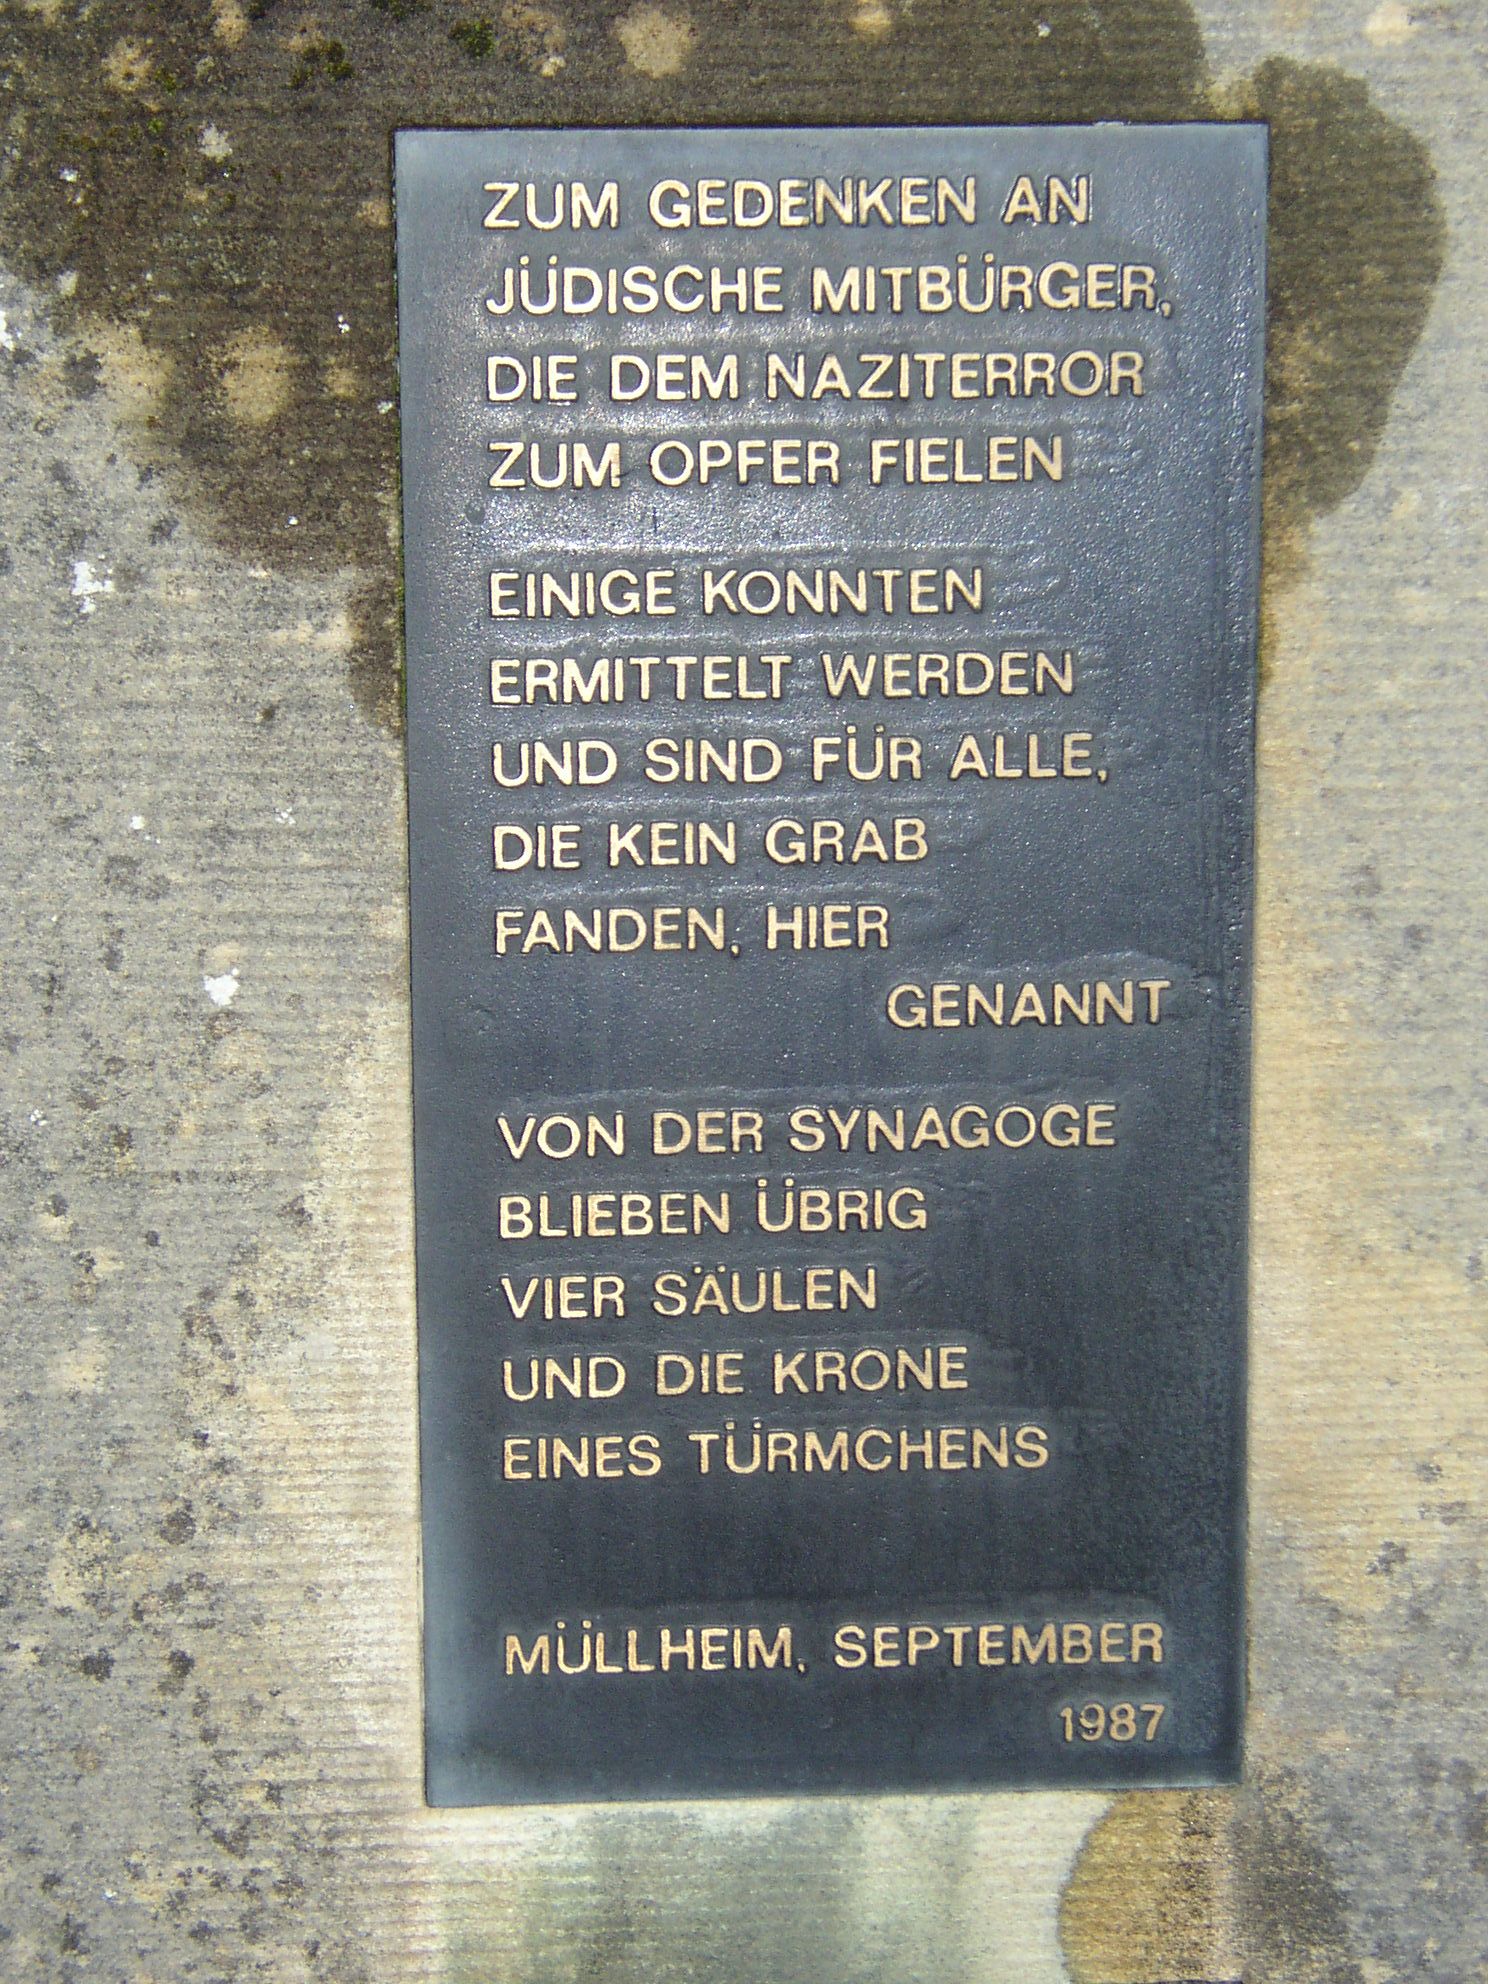 ZUM GEDENKEN AN
JÜDISCHE MITBÜRGER,
DIE DEM NAZITERROR
ZUM OPFER FIELEN
EINIGE KONNTEN
ERMITTELT WERDEN
UND SIND FÜR ALLE,
DIE KEIN GRAB
FANDEN, HIER
GENANNT
VON DER SYNAGOGE
BLIEBEN ÜBRIG
VIER SÄULEN
UND DIE KRONE
EINES TÜRMCHENS
MÜLLHEIM, SEPTEMBER
1987